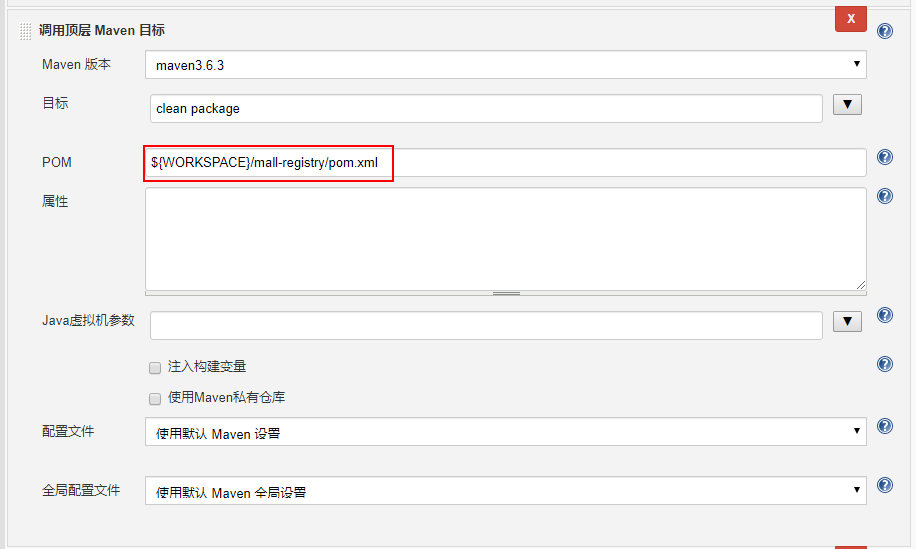 X
调用顶层 Maven 目标
Maven 版本
maven3.6.3
目标
clean package
POM
${WORKSPACE}/mall-registry/pom.xml
属性
Java虚拟机参数
注入构建变量
使用Maven私有仓库
配置文件
使用默认 Maven 设置
全局配置文件
使用默认 Maven 全局设置